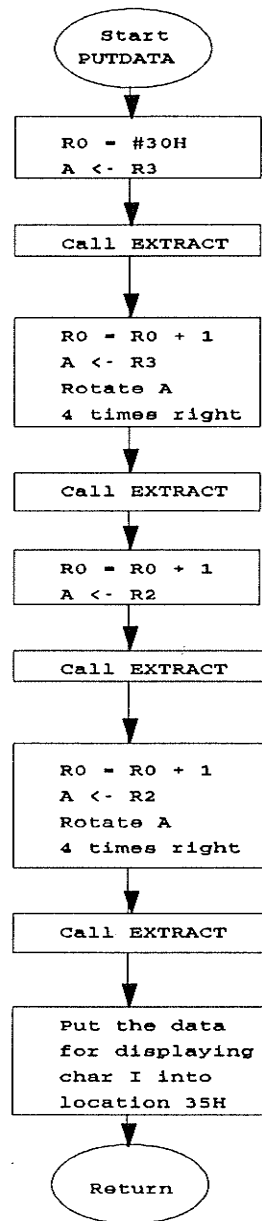 Start
PUTDATA
R0 = #30H
A <- R3
Call EXTRACT
R0 = R0 + 1
A <- R3
Rotate A
4 times right
Call EXTRACT
R0 = R0 + 1
A <- R2
Call EXTRACT
R0 = R0 + 1
A <- R2
Rotate A
4 times right
Call EXTRACT
Put the data
for displaying
char I into
location 35H
Return